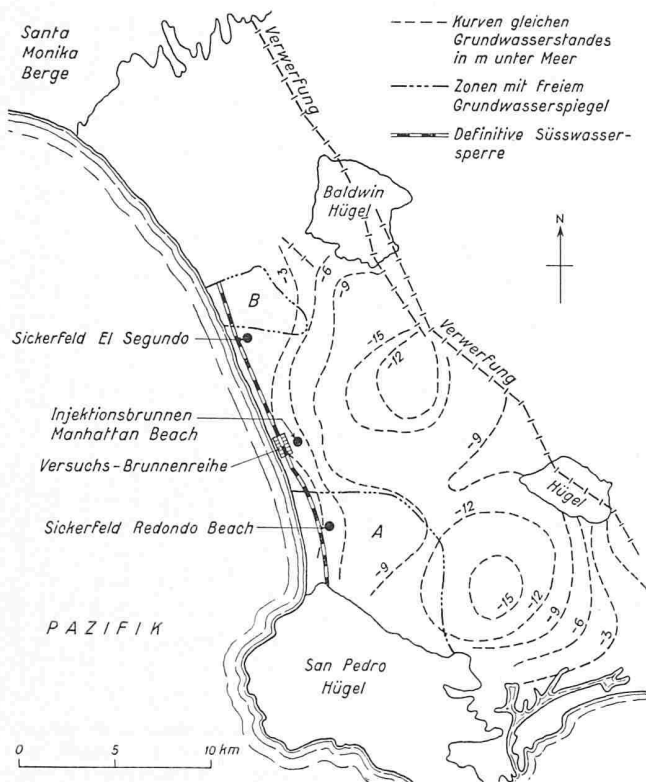 Santa
Monika
Berge
Verwerfung
Kurven gleichen
Grundwasserstandes
in m unter Meer
Zonen mit freiem
Grundwasserspiegel
Definitive Süsswasser-
sperre
Baldwin
Hügel
N
-3
-6
-9
B
Sickerfeld El Segundo
-15
-12
Verwerfung
Injektionsbrunnen
Manhattan Beach
Versuchs-Brunnenreihe
-9
Hügel
-12
Sickerfeld Redondo Beach
A
-9
-15
-12
-9
-6
-3
PAZIFIK
San Pedro
Hügel
0 5 10 km